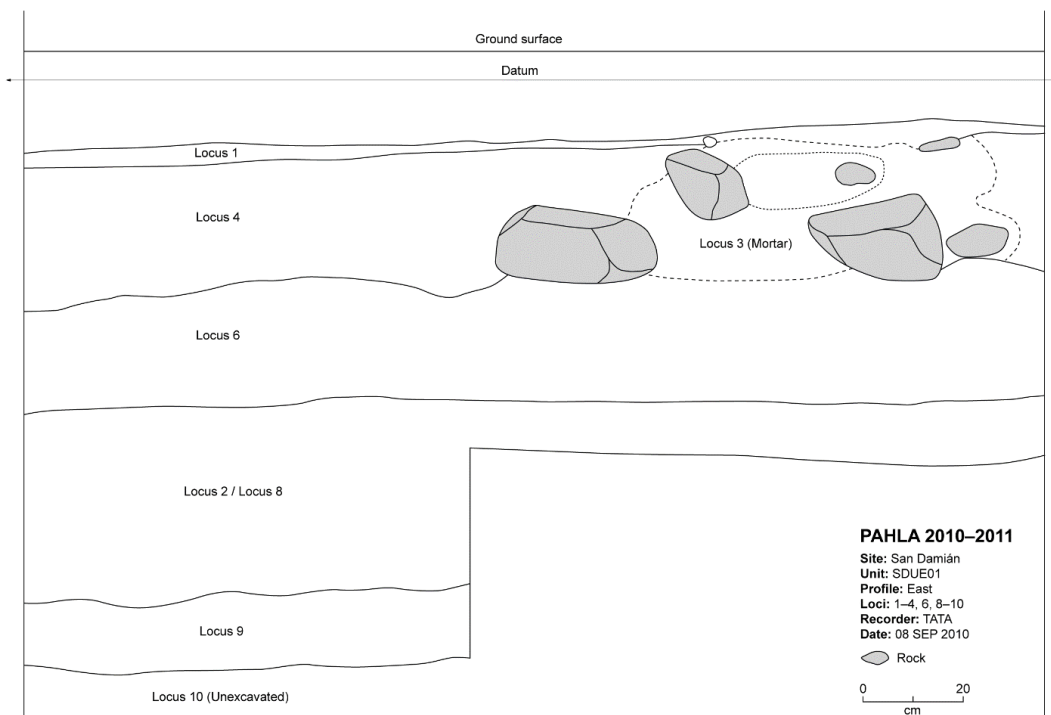 Ground surface
Datum
Locus 1
Locus 4
Locus 3 (Mortar)
Locus 6
Locus 2 / Locus 8
Locus 9
Locus 10 (Unexcavated)
PAHLA 2010–2011
Site: San Damián
Unit: SDUE01
Profile: East
Loci: 1–4, 6, 8–10
Recorder: TATA
Date: 08 SEP 2010
Rock
0 20
cm